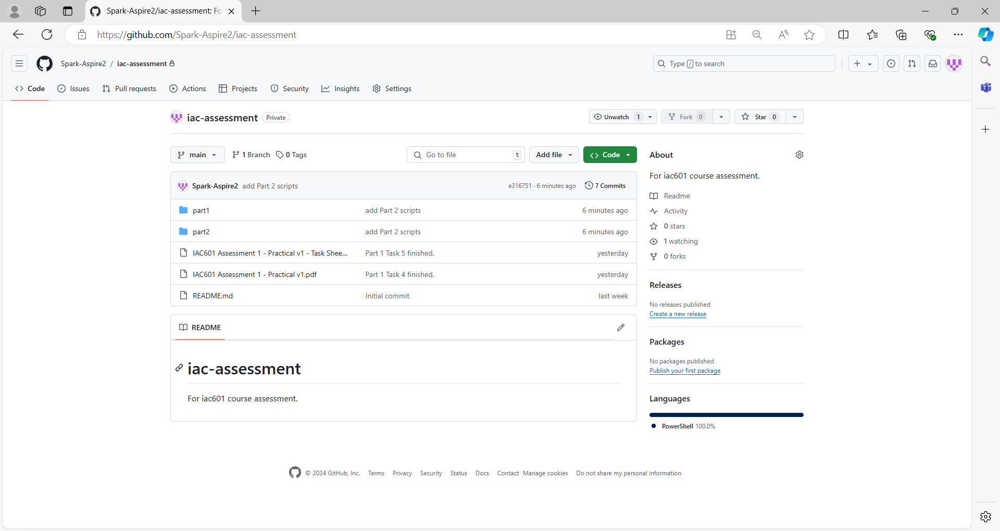 Spark-Aspire2/iac-assessment: Fo
https://github.com/Spark-Aspire2/iac-assessment
Spark-Aspire2 / iac-assessment
Type / to search
Code Issues Pull requests Actions Projects Security Insights Settings
iac-assessment Private
Unwatch 1 Fork 0 Star 0
main 1 Branch 0 Tags
Go to file t
Add file
Code
Spark-Aspire2 add Part 2 scripts e316751 · 6 minutes ago 7 Commits
part1 add Part 2 scripts 6 minutes ago
part2 add Part 2 scripts 6 minutes ago
IAC601 Assessment 1 - Practical v1 - Task Shee... Part 1 Task 5 finished. yesterday
IAC601 Assessment 1 - Practical v1.pdf Part 1 Task 4 finished. yesterday
README.md Initial commit last week
README
iac-assessment
For iac601 course assessment.
About
For iac601 course assessment.
Readme
Activity
0 stars
1 watching
0 forks
Releases
No releases published
Create a new release
Packages
No packages published
Publish your first package
Languages
PowerShell 100.0%
© 2024 GitHub, Inc. Terms Privacy Security Status Docs Contact Manage cookies Do not share my personal information